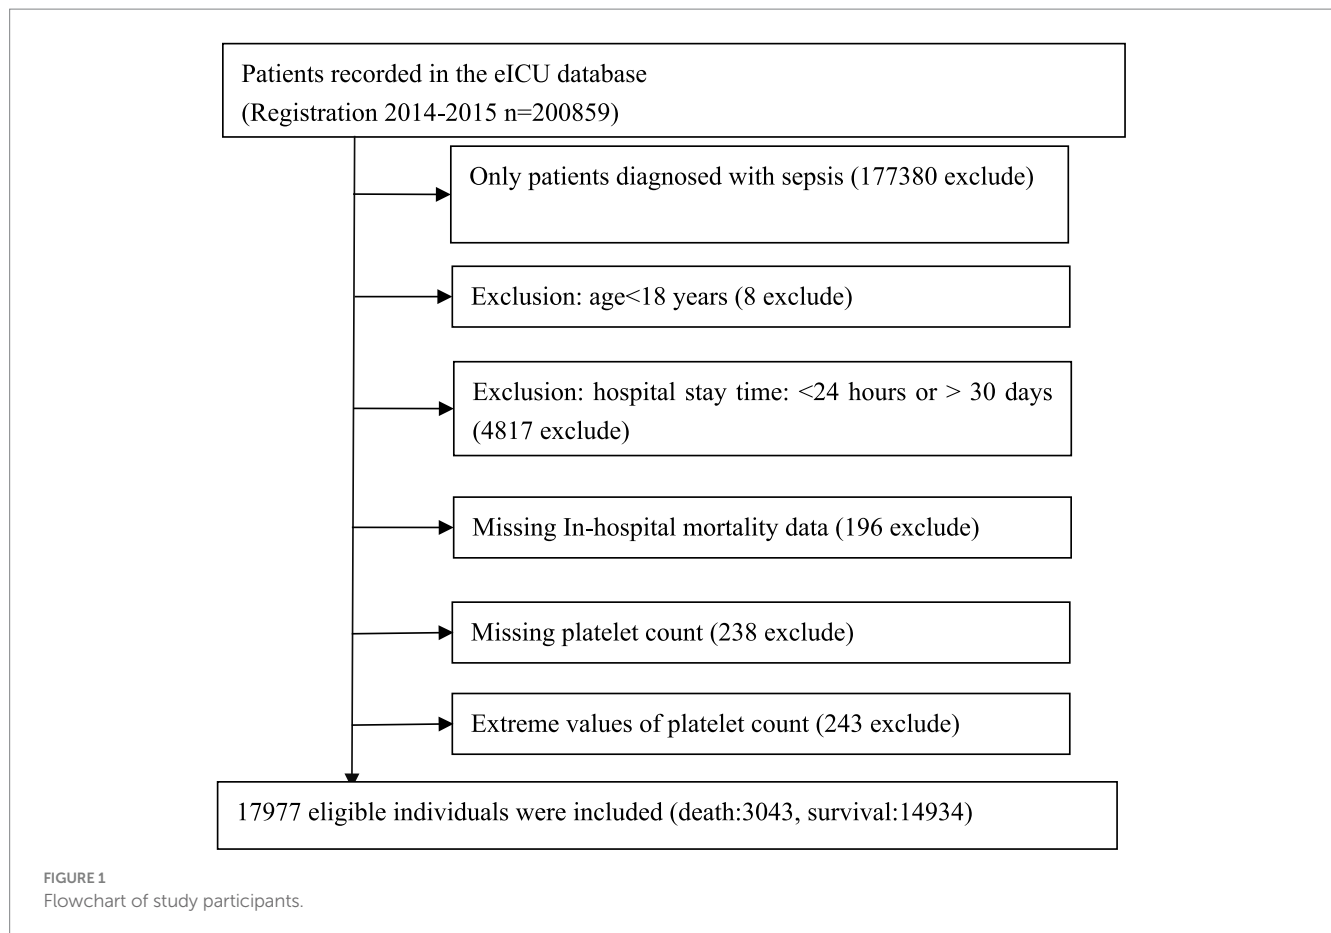 Patients recorded in the eICU database
(Registration 2014-2015 n=200859)
Only patients diagnosed with sepsis (177380 exclude)
Exclusion: age<18 years (8 exclude)
Exclusion: hospital stay time: <24 hours or > 30 days
(4817 exclude)
Missing In-hospital mortality data (196 exclude)
Missing platelet count (238 exclude)
Extreme values of platelet count (243 exclude)
17977 eligible individuals were included (death:3043, survival:14934)
FIGURE 1
Flowchart of study participants.